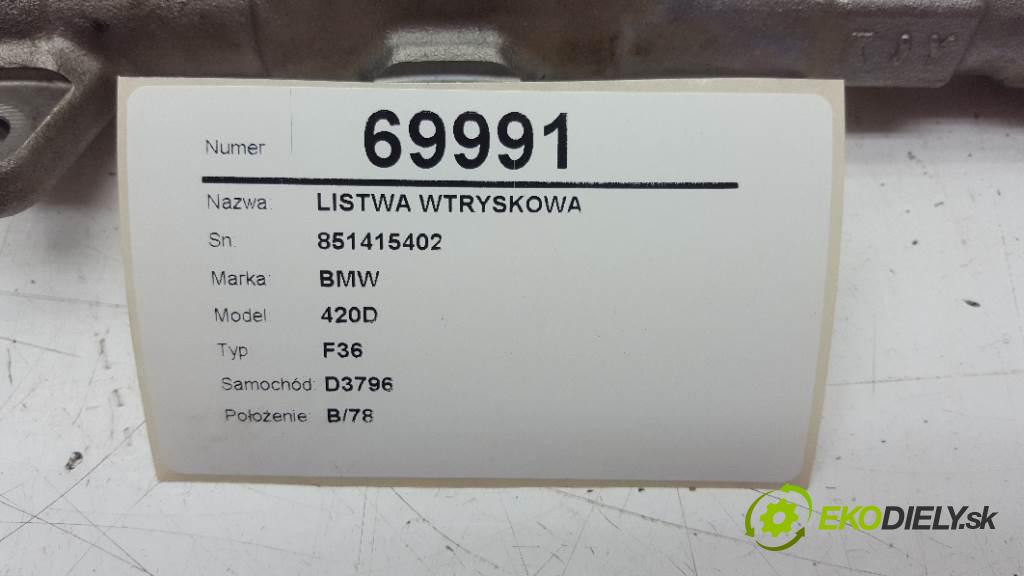 Numer 69991
Nazwa: LISTWA WTRYSKOWA
Sn. 851415402
Marka: BMW
Model: 420D
Typ F36
Samochód: D3796
Położenie: B/78
EKODIELY.sk